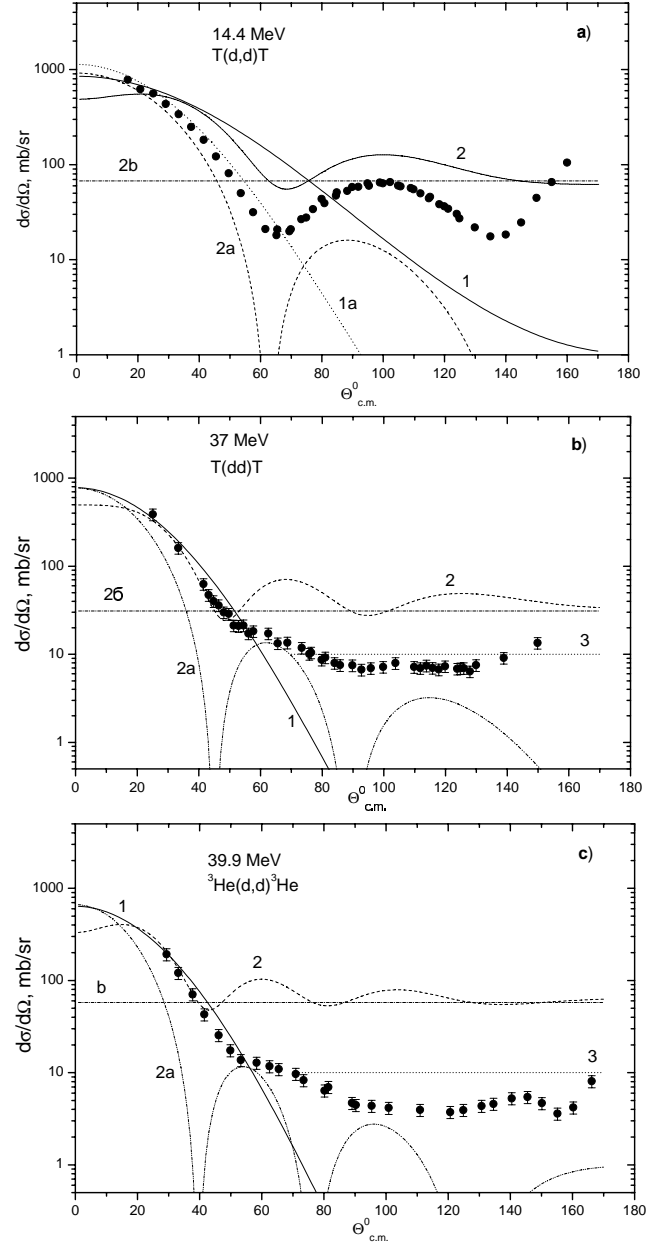 14.4 MeV
a)
T(d,d)T
1000
100
10
1
dσ/dΩ, mb/sr
2b
2a
1a
1
2
0 20 40 60 80 100 120 140 160 180
Θ⁰c.m.
37 MeV
b)
T(dd)T
1000
100
10
1
dσ/dΩ, mb/sr
2б
2a
1
2
3
0 20 40 60 80 100 120 140 160 180
Θ⁰c.m.
39.9 MeV
c)
³He(d,d)³He
1000
100
10
1
dσ/dΩ, mb/sr
1
b
2a
2
3
0 20 40 60 80 100 120 140 160 180
Θ⁰c.m.